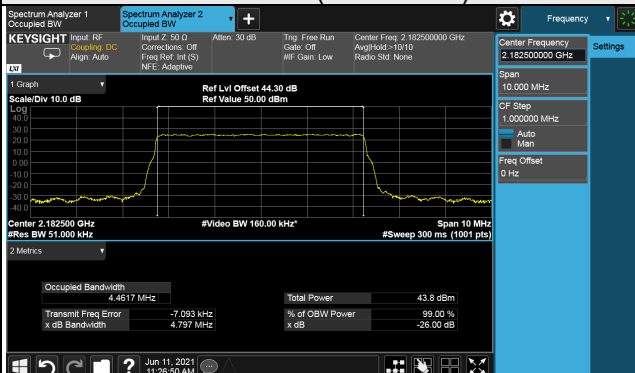 Spectrum Analyzer 1
Occupied BW
Spectrum Analyzer 2
Occupied BW
Frequency
KEYSIGHT
LXI
Input: RF
Coupling: DC
Align: Auto
Input Z: 50 Ω
Corrections: Off
Freq Ref: Int (S)
NFE: Adaptive
Atten: 30 dB
Trig: Free Run
Gate: Off
#IF Gain: Low
Center Freq: 2.182500000 GHz
Avg|Hold:>10/10
Radio Std: None
Center Frequency
2.182500000 GHz
Settings
Span
10.000 MHz
CF Step
1.000000 MHz
Auto
Man
Freq Offset
0 Hz
1 Graph
Scale/Div 10.0 dB
Ref Lvl Offset 44.30 dB
Ref Value 50.00 dBm
Log
40.0
30.0
20.0
10.0
0.00
-10.0
-20.0
-30.0
-40.0
Center 2.182500 GHz
#Video BW 160.00 kHz*
Span 10 MHz
#Res BW 51.000 kHz
#Sweep 300 ms (1001 pts)
2 Metrics
Occupied Bandwidth
4.4617 MHz
Total Power 43.8 dBm
Transmit Freq Error -7.093 kHz
% of OBW Power 99.00 %
x dB Bandwidth 4.797 MHz
x dB -26.00 dB
?
Jun 11, 2021
11:26:50 AM